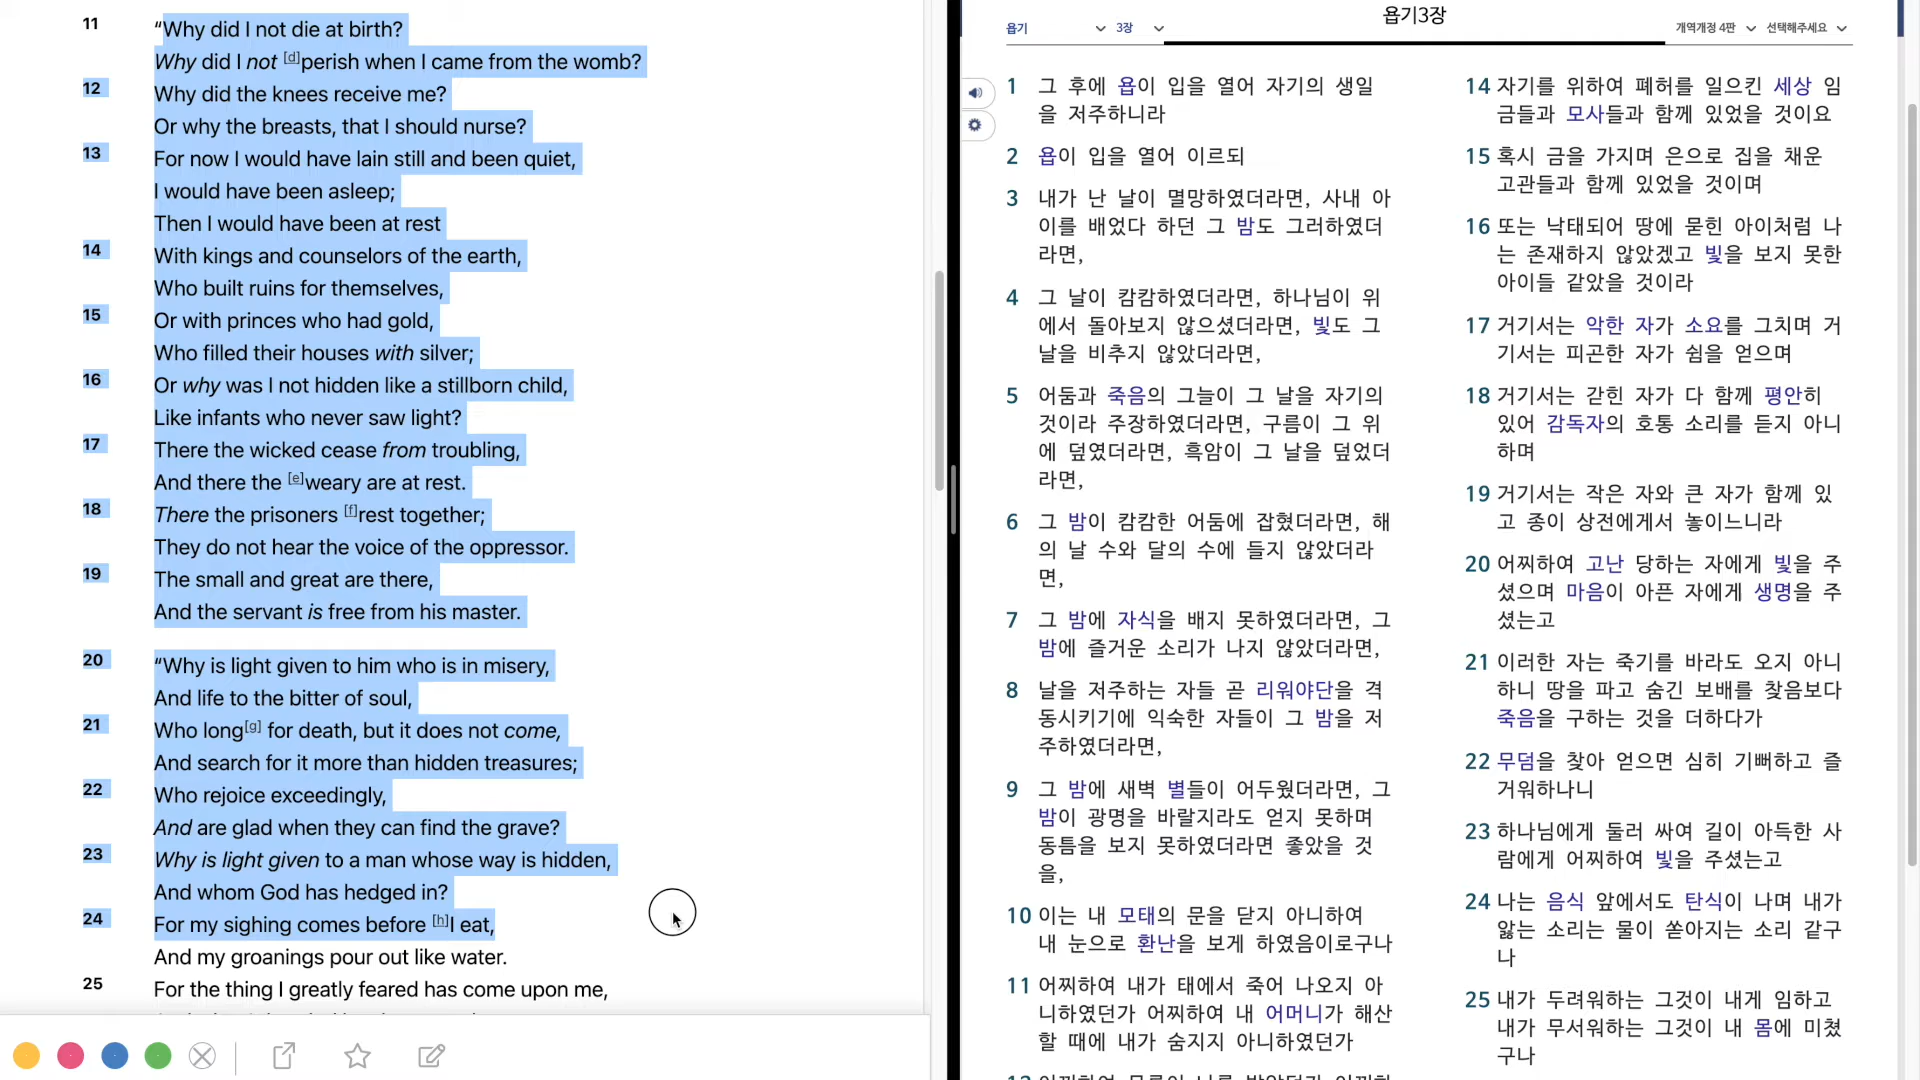 11 “Why did I not die at birth?
Why did I not [d]perish when I came from the womb?
12 Why did the knees receive me?
Or why the breasts, that I should nurse?
13 For now I would have lain still and been quiet,
I would have been asleep;
Then I would have been at rest
14 With kings and counselors of the earth,
Who built ruins for themselves,
15 Or with princes who had gold,
Who filled their houses with silver;
16 Or why was I not hidden like a stillborn child,
Like infants who never saw light?
17 There the wicked cease from troubling,
And there the [e]weary are at rest.
18 There the prisoners [f]rest together;
They do not hear the voice of the oppressor.
19 The small and great are there,
And the servant is free from his master.
20 “Why is light given to him who is in misery,
And life to the bitter of soul,
21 Who long[g] for death, but it does not come,
And search for it more than hidden treasures;
22 Who rejoice exceedingly,
And are glad when they can find the grave?
23 Why is light given to a man whose way is hidden,
And whom God has hedged in?
24 For my sighing comes before [h]I eat,
And my groanings pour out like water.
25 For the thing I greatly feared has come upon me,
욥기 3장
욥기3장
개역개정 4판 선택해주세요
1 그 후에 욥이 입을 열어 자기의 생일
을 저주하니라
2 욥이 입을 열어 이르되
3 내가 난 날이 멸망하였더라면, 사내 아
이를 배었다 하던 그 밤도 그러하였더
라면,
4 그 날이 캄캄하였더라면, 하나님이 위
에서 돌아보지 않으셨더라면, 빛도 그
날을 비추지 않았더라면,
5 어둠과 죽음의 그늘이 그 날을 자기의
것이라 주장하였더라면, 구름이 그 위
에 덮였더라면, 흑암이 그 날을 덮었더
라면,
6 그 밤이 캄캄한 어둠에 잡혔더라면, 해
의 날 수와 달의 수에 들지 않았더라
면,
7 그 밤에 자식을 배지 못하였더라면, 그
밤에 즐거운 소리가 나지 않았더라면,
8 날을 저주하는 자들 곧 리워야단을 격
동시키기에 익숙한 자들이 그 밤을 저
주하였더라면,
9 그 밤에 새벽 별들이 어두웠더라면, 그
밤이 광명을 바랄지라도 얻지 못하며
동틈을 보지 못하였더라면 좋았을 것
을,
10 이는 내 모태의 문을 닫지 아니하여
내 눈으로 환난을 보게 하였음이로구나
11 어찌하여 내가 태에서 죽어 나오지 아
니하였던가 어찌하여 내 어머니가 해산
할 때에 내가 숨지지 아니하였던가
14 자기를 위하여 폐허를 일으킨 세상 임
금들과 모사들과 함께 있었을 것이요
15 혹시 금을 가지며 은으로 집을 채운
고관들과 함께 있었을 것이며
16 또는 낙태되어 땅에 묻힌 아이처럼 나
는 존재하지 않았겠고 빛을 보지 못한
아이들 같았을 것이라
17 거기서는 악한 자가 소요를 그치며 거
기서는 피곤한 자가 쉼을 얻으며
18 거기서는 갇힌 자가 다 함께 평안히
있어 감독자의 호통 소리를 듣지 아니
하며
19 거기서는 작은 자와 큰 자가 함께 있
고 종이 상전에게서 놓이느니라
20 어찌하여 고난 당하는 자에게 빛을 주
셨으며 마음이 아픈 자에게 생명을 주
셨는고
21 이러한 자는 죽기를 바라도 오지 아니
하니 땅을 파고 숨긴 보배를 찾음보다
죽음을 구하는 것을 더하다가
22 무덤을 찾아 얻으면 심히 기뻐하고 즐
거워하나니
23 하나님에게 둘러 싸여 길이 아득한 사
람에게 어찌하여 빛을 주셨는고
24 나는 음식 앞에서도 탄식이 나며 내가
앓는 소리는 물이 쏟아지는 소리 같구
나
25 내가 두려워하는 그것이 내게 임하고
내가 무서워하는 그것이 내 몸에 미쳤
구나